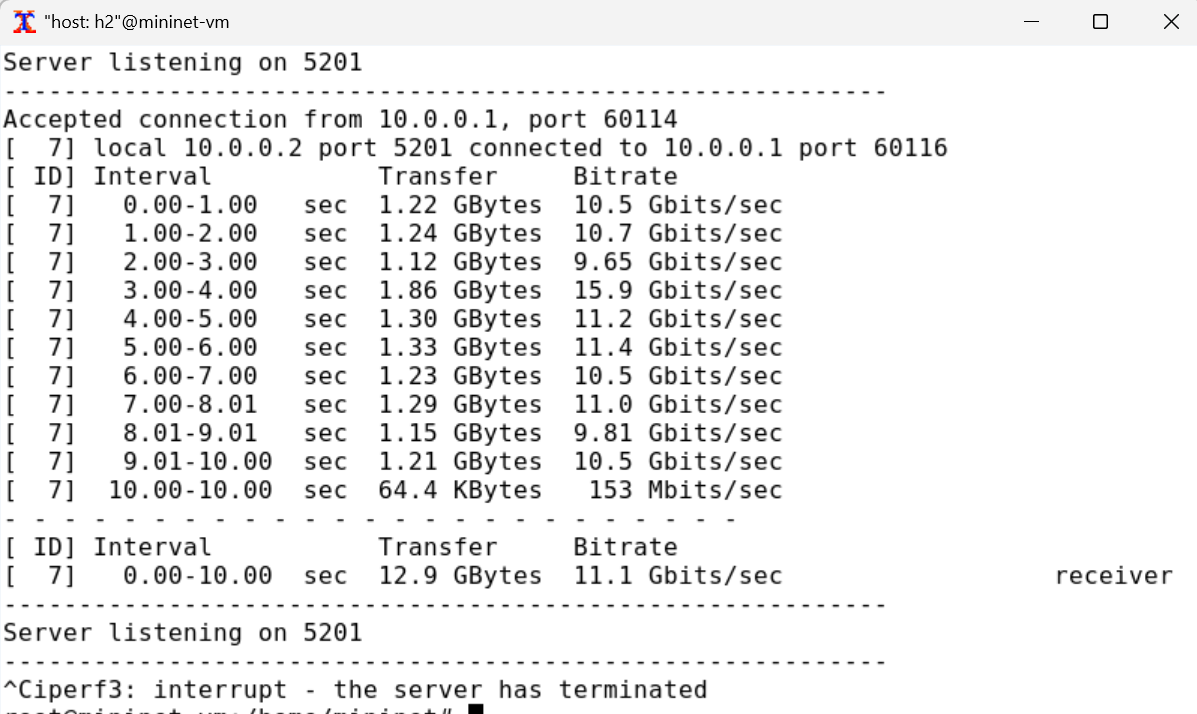 "host: h2"@mininet-vm
Server listening on 5201
-----------------------------------------------------------
Accepted connection from 10.0.0.1, port 60114
[  7] local 10.0.0.2 port 5201 connected to 10.0.0.1 port 60116
[ ID] Interval           Transfer     Bitrate
[  7]   0.00-1.00   sec  1.22 GBytes  10.5 Gbits/sec
[  7]   1.00-2.00   sec  1.24 GBytes  10.7 Gbits/sec
[  7]   2.00-3.00   sec  1.12 GBytes  9.65 Gbits/sec
[  7]   3.00-4.00   sec  1.86 GBytes  15.9 Gbits/sec
[  7]   4.00-5.00   sec  1.30 GBytes  11.2 Gbits/sec
[  7]   5.00-6.00   sec  1.33 GBytes  11.4 Gbits/sec
[  7]   6.00-7.00   sec  1.23 GBytes  10.5 Gbits/sec
[  7]   7.00-8.01   sec  1.29 GBytes  11.0 Gbits/sec
[  7]   8.01-9.01   sec  1.15 GBytes  9.81 Gbits/sec
[  7]   9.01-10.00  sec  1.21 GBytes  10.5 Gbits/sec
[  7]  10.00-10.00  sec  64.4 KBytes   153 Mbits/sec
- - - - - - - - - - - - - - - - - - - - - - - - -
[ ID] Interval           Transfer     Bitrate
[  7]   0.00-10.00  sec  12.9 GBytes  11.1 Gbits/sec                  receiver
-----------------------------------------------------------
Server listening on 5201
-----------------------------------------------------------
^Ciperf3: interrupt - the server has terminated
root@mininet-vm:/home/mininet#